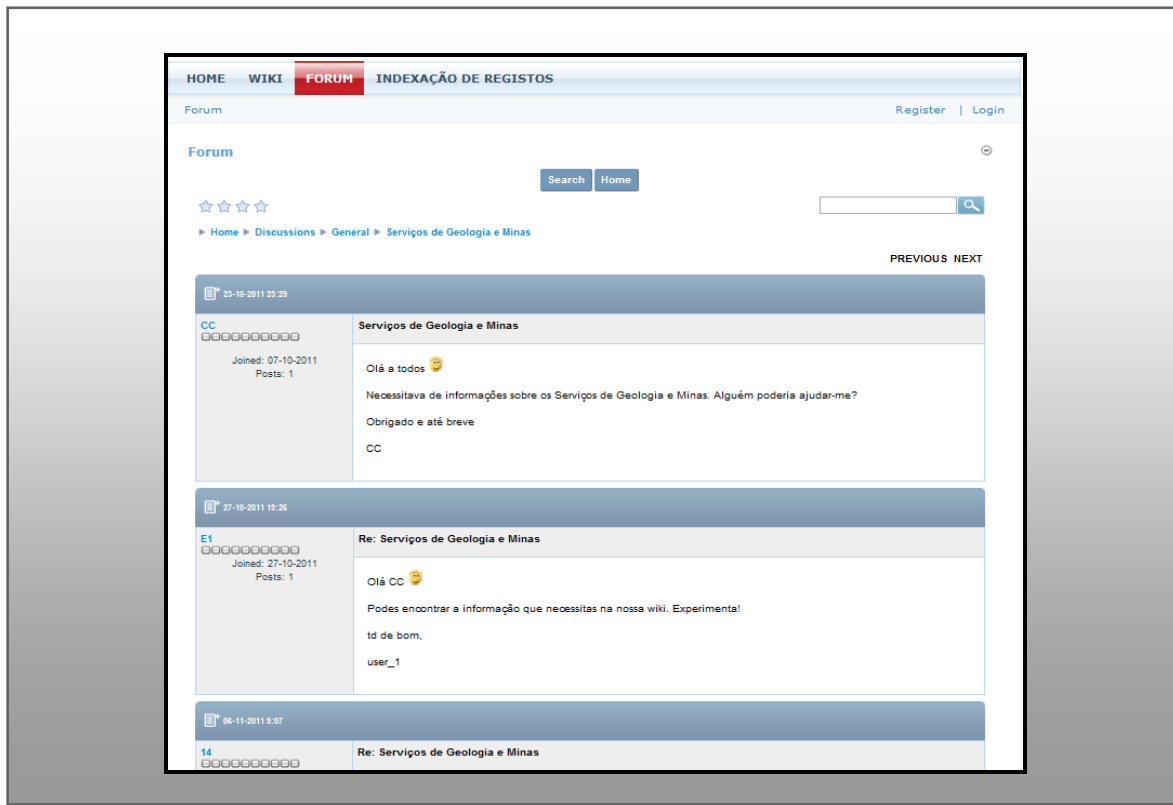 HOME WIKI FORUM INDEXAÇÃO DE REGISTOS
Forum Register | Login
Forum
Search Home
Home Discussions General Serviços de Geologia e Minas
PREVIOUS NEXT
23-10-2011 23:29
CC Serviços de Geologia e Minas
Joined: 07-10-2011
Posts: 1
Olá a todos
Necessitava de informações sobre os Serviços de Geologia e Minas. Alguém poderia ajudar-me?
Obrigado e até breve
CC
27-10-2011 19:26
E1 Re: Serviços de Geologia e Minas
Joined: 27-10-2011
Posts: 1
Olá CC
Podes encontrar a informação que necessitas na nossa wiki. Experimenta!
td de bom,
user_1
06-11-2011 9:07
14 Re: Serviços de Geologia e Minas